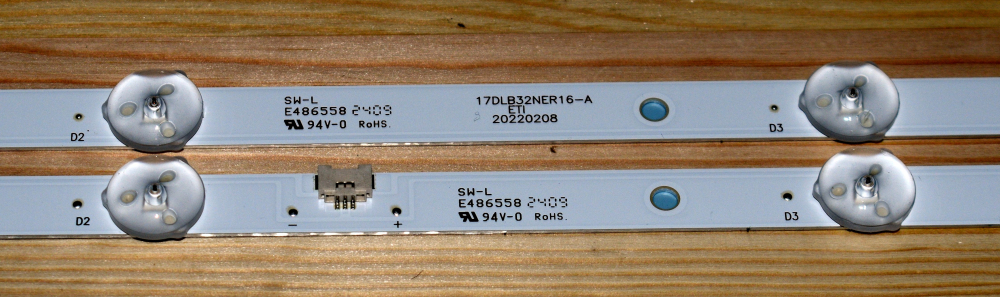 SW-L
E486558 2409
94V-0 RoHS.
17DLB32NER16-A
ETI
20220208
D2
D3
SW-L
E486558 2409
94V-0 RoHS.
D2
- +
D3